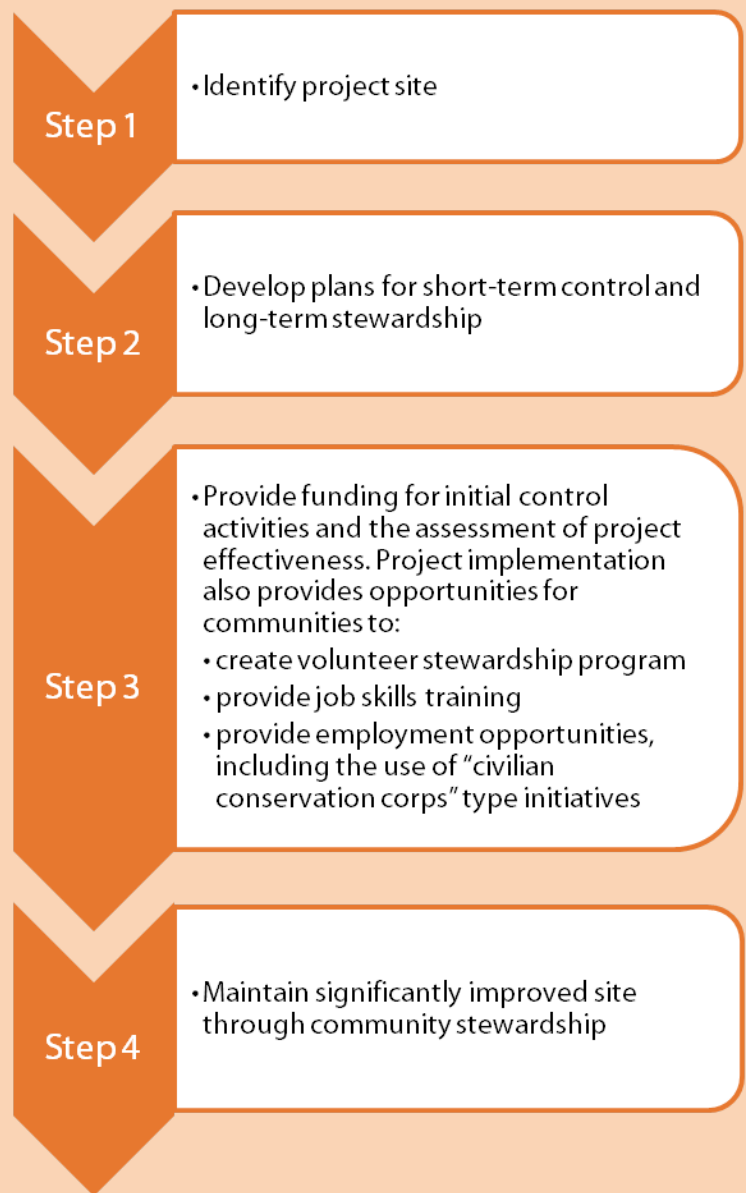 Step 1
• Identify project site
Step 2
• Develop plans for short-term control and
long-term stewardship
Step 3
• Provide funding for initial control
activities and the assessment of project
effectiveness. Project implementation
also provides opportunities for
communities to:
• create volunteer stewardship program
• provide job skills training
• provide employment opportunities,
including the use of “civilian
conservation corps” type initiatives
Step 4
• Maintain significantly improved site
through community stewardship